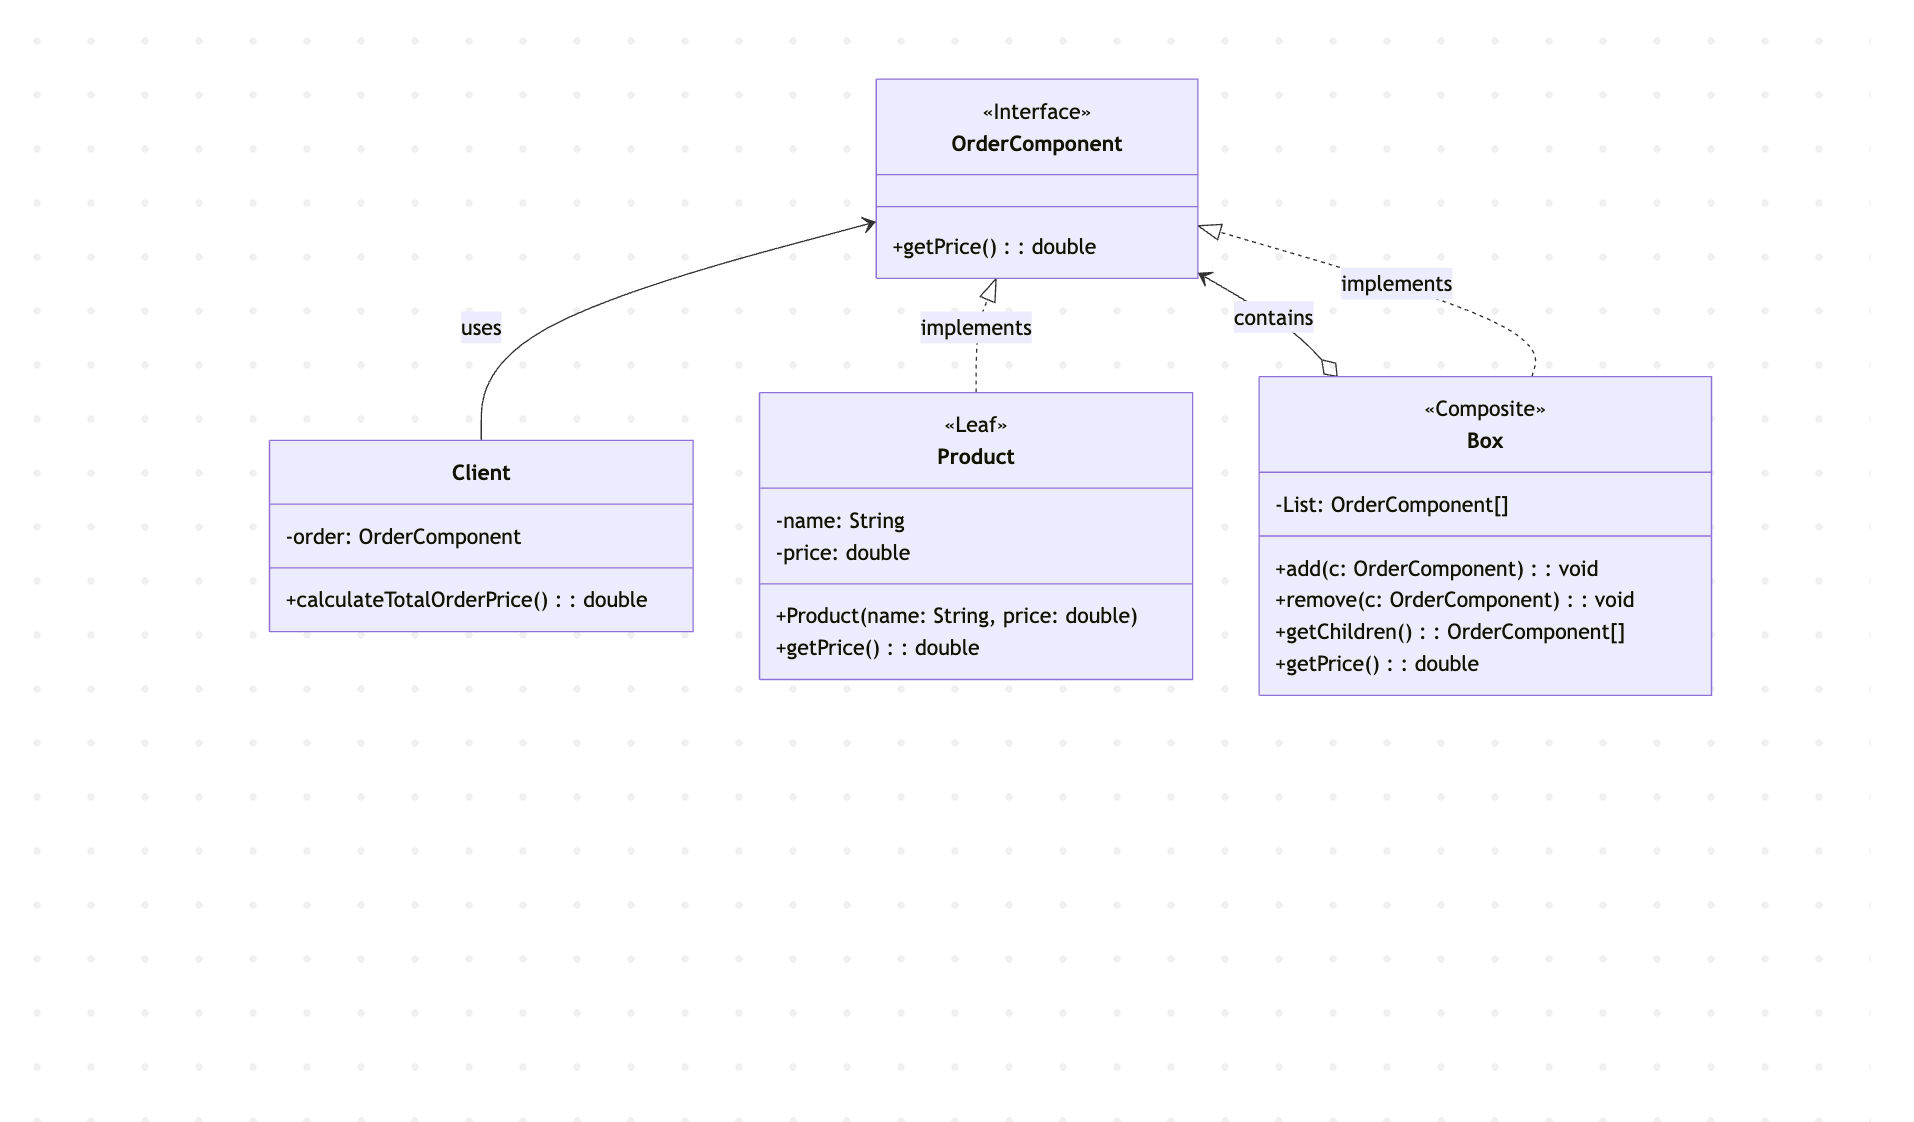 «Interface»
OrderComponent
+getPrice() : : double
uses
implements
contains
implements
Client
-order: OrderComponent
+calculateTotalOrderPrice() : : double
«Leaf»
Product
-name: String
-price: double
+Product(name: String, price: double)
+getPrice() : : double
«Composite»
Box
-List: OrderComponent[]
+add(c: OrderComponent) : : void
+remove(c: OrderComponent) : : void
+getChildren() : : OrderComponent[]
+getPrice() : : double